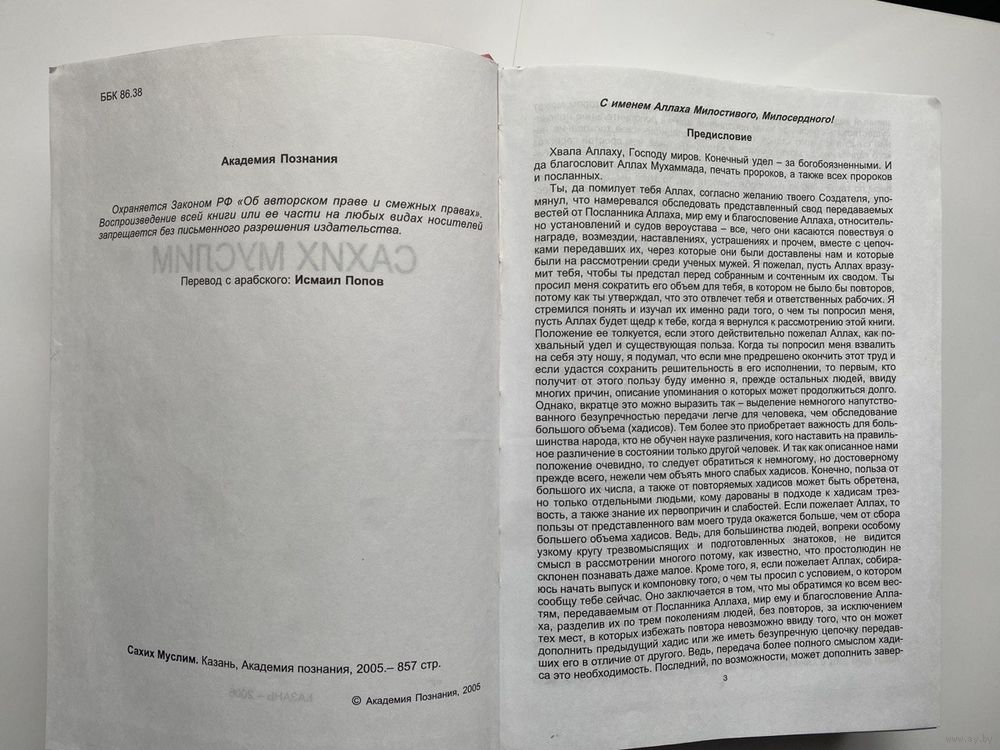 ББК 86.38
Академия Познания
Охраняется Законом РФ «Об авторском праве и смежных правах».
Воспроизведение всей книги или ее части на любых видах носителей
запрещается без письменного разрешения издательства.
САХИХ МУСЛИМ
Перевод с арабского: Исмаил Попов
Сахих Муслим. Казань, Академия познания, 2005.– 857 стр.
КАЗАНЬ – 2005
© Академия Познания, 2005
С именем Аллаха Милостивого, Милосердного!
Предисловие
Хвала Аллаху, Господу миров. Конечный удел – за богобоязненными. И
да благословит Аллах Мухаммада, печать пророков, а также всех пророков
и посланных.
Ты, да помилует тебя Аллах, согласно желанию твоего Создателя, упо-
мянул, что намеревался обследовать представленный свод передаваемых
вестей от Посланника Аллаха, мир ему и благословение Аллаха, относитель-
но установлений и судов вероустава – все, чего они касаются повествуя о
награде, возмездии, наставлениях, устрашениях и прочем, вместе с цепоч-
ками передавших их, через которые они были доставлены нам и которые
были на рассмотрении среди ученых мужей. Я пожелал, пусть Аллах вразу-
мит тебя, чтобы ты предстал перед собранным и сочтенным их сводом. Ты
просил меня сократить его объем для тебя, в котором не было бы повторов,
потому как ты утверждал, что это отвлечет тебя и ответственных рабочих. Я
стремился понять и изучал их именно ради того, о чем ты попросил меня,
пусть Аллах будет щедр к тебе, когда я вернулся к рассмотрению этой книги.
Положение ее толкуется, если этого действительно пожелал Аллах, как по-
хвальный удел и существующая польза. Когда ты попросил меня взвалить
на себя эту ношу, я подумал, что если мне предрешено окончить этот труд и
если удастся сохранить решительность в его исполнении, то первым, кто
получит от этого пользу буду именно я, прежде остальных людей, ввиду
многих причин, описание упоминания о которых может продолжиться долго.
Однако, вкратце это можно выразить так – выделение немногого напутство-
ванного безупречностью передачи легче для человека, чем обследование
большого объема (хадисов). Тем более это приобретает важность для боль-
шинства народа, кто не обучен науке различения, кого наставить на правиль-
ное различение в состоянии только другой человек. И так как описанное нами
положение очевидно, то следует обратиться к немногому, но достоверному
прежде всего, нежели чем объять много слабых хадисов. Конечно, польза от
большого их числа, а также от повторяемых хадисов может быть обретена,
но только отдельными людьми, кому дарованы в подходе к хадисам трез-
вость, а также знание их первопричин и слабостей. Если пожелает Аллах, то
пользы от представленного вам моего труда окажется больше, чем от сбора
большего объема хадисов. Ведь, для большинства людей, вопреки особому
узкому кругу трезвомыслящих и подготовленных знатоков, не видится
смысл в рассмотрении многого потому, как известно, что простолюдин не
склонен познавать даже малое. Кроме того, я, если пожелает Аллах, собира-
юсь начать выпуск и компоновку того, о чем ты просил с условием, о котором
сообщу тебе сейчас. Оно заключается в том, что мы обратимся ко всем вес-
тям, передаваемым от Посланника Аллаха, мир ему и благословение Алла-
ха, разделив их по трем поколениям людей, без повторов, за исключением
тех мест, в которых избежать повтора невозможно ввиду того, что он может
дополнить предыдущий хадис или же иметь безупречную цепочку передав-
ших его в отличие от другого. Ведь, передача более полного смыслом хади-
са это необходимость. Последний, по возможности, может дополнить завер-
3
www.ay.by